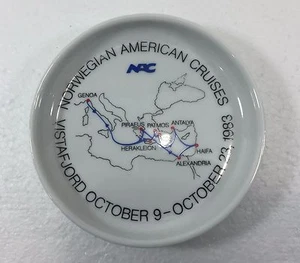 NORWEGIAN AMERICAN CRUISES
NAC
GENOA
PIRAEUS
PATMOS
ANTALYA
HERAKLEION
HAIFA
ALEXANDRIA
VISTAFJORD OCTOBER 9-OCTOBER 23, 1983